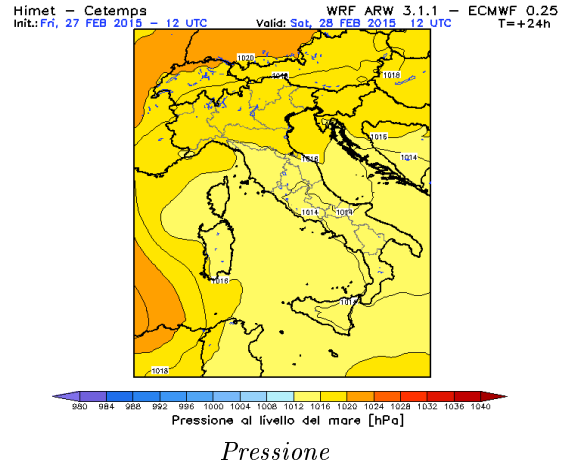 Himet – Cetemps WRF ARW 3.1.1 – ECMWF 0.25
Init.: Fri, 27 FEB 2015 – 12 UTC Valid: Sat, 28 FEB 2015 12 UTC T=+24h
1020
1018
1018
1016
1014
1016
1014
1014
1016
1014
1018
980 984 988 992 996 1000 1004 1008 1012 1016 1020 1024 1028 1032 1036 1040
Pressione al livello del mare [hPa]
Pressione